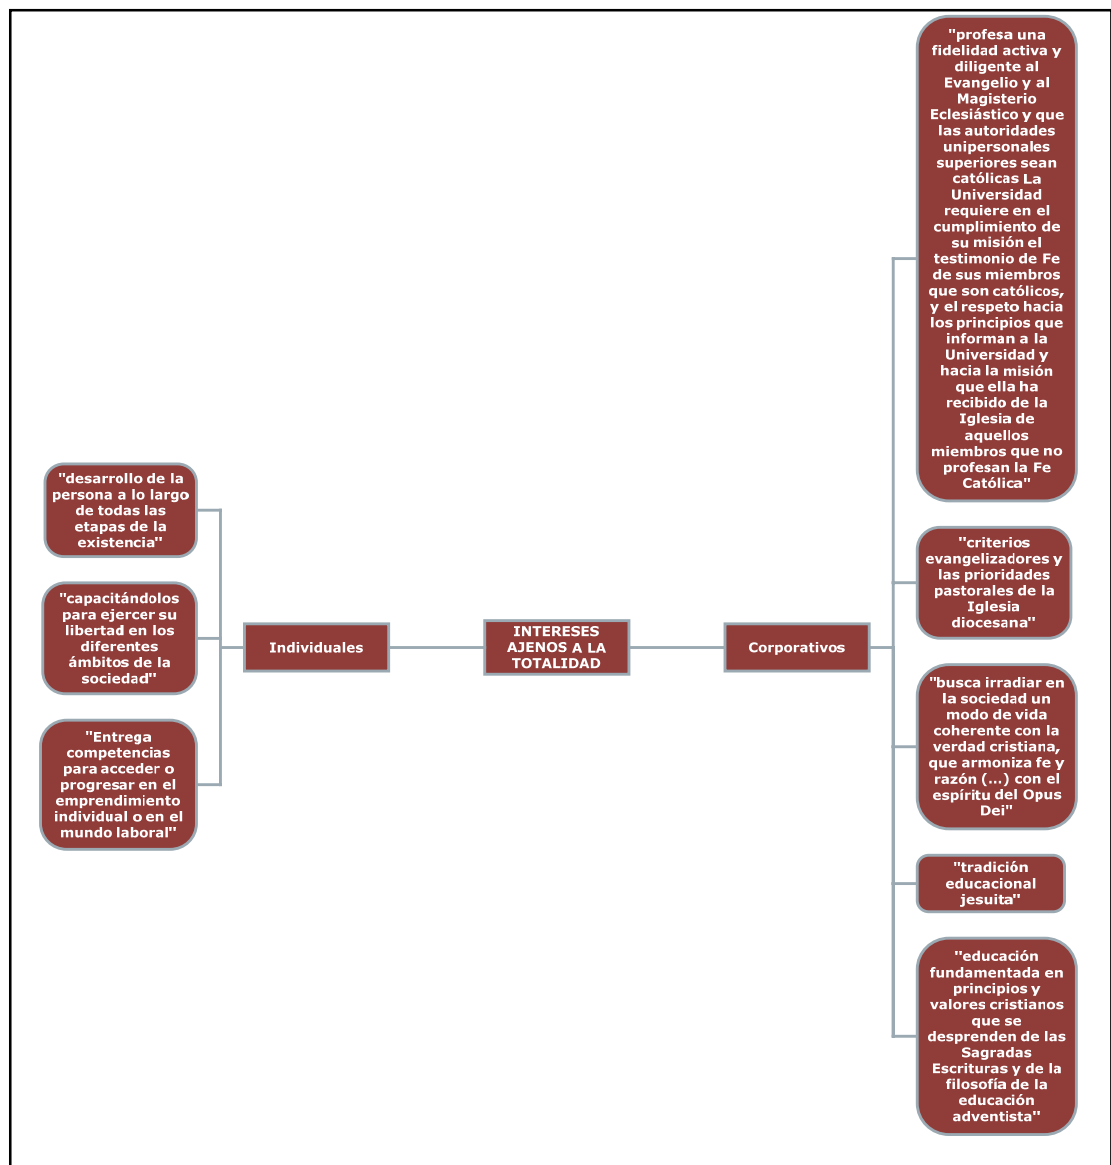 "desarrollo de la
persona a lo largo
de todas las
etapas de la
existencia"
"capacitándolos
para ejercer su
libertad en los
diferentes
ámbitos de la
sociedad"
"Entrega
competencias
para acceder o
progresar en el
emprendimiento
individual o en el
mundo laboral"
Individuales
INTERESES
AJENOS A LA
TOTALIDAD
Corporativos
"profesa una
fidelidad activa y
diligente al
Evangelio y al
Magisterio
Eclesiástico y que
las autoridades
unipersonales
superiores sean
católicas La
Universidad
requiere en el
cumplimiento de
su misión el
testimonio de Fe
de sus miembros
que son católicos,
y el respeto hacia
los principios que
informan a la
Universidad y
hacia la misión
que ella ha
recibido de la
Iglesia de
aquellos
miembros que no
profesan la Fe
Católica"
"criterios
evangelizadores y
las prioridades
pastorales de la
Iglesia
diocesana"
"busca irradiar en
la sociedad un
modo de vida
coherente con la
verdad cristiana,
que armoniza fe y
razón (...) con el
espíritu del Opus
Dei"
"tradición
educacional
jesuita"
"educación
fundamentada en
principios y
valores cristianos
que se
desprenden de las
Sagradas
Escrituras y de la
filosofía de la
educación
adventista"